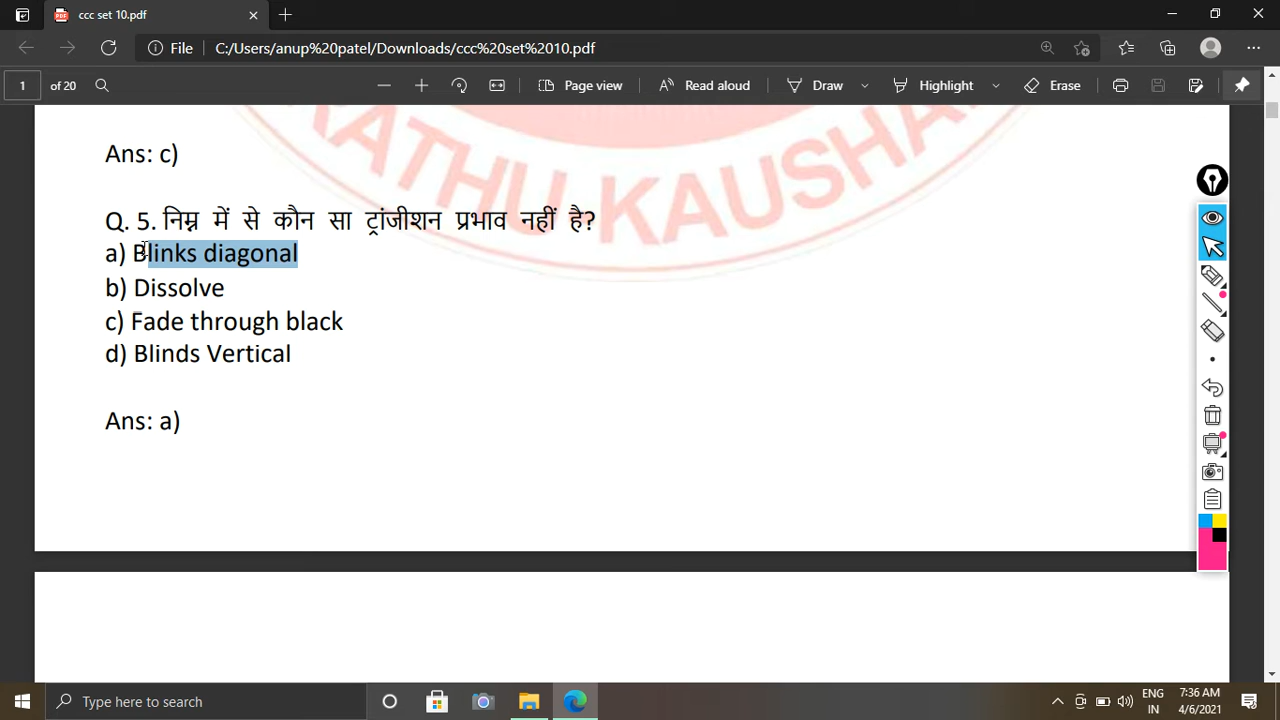 ccc set 10.pdf
File C:/Users/anup%20patel/Downloads/ccc%20set%2010.pdf
1 of 20 Page view Read aloud Draw Highlight Erase
KAUSHA
Ans: c)
Q. 5. निम्न में से कौन सा ट्रांजीशन प्रभाव नहीं है?
a) Blinks diagonal
b) Dissolve
c) Fade through black
d) Blinds Vertical
Ans: a)
Type here to search
ENG 7:36 AM
IN 4/6/2021